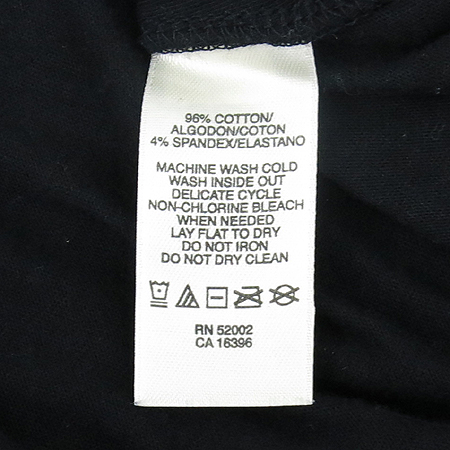 96% COTTON/
ALGODON/COTON
4% SPANDEX/ELASTANO
MACHINE WASH COLD
WASH INSIDE OUT
DELICATE CYCLE
NON-CHLORINE BLEACH
WHEN NEEDED
LAY FLAT TO DRY
DO NOT IRON
DO NOT DRY CLEAN
RN 52002
CA 16396